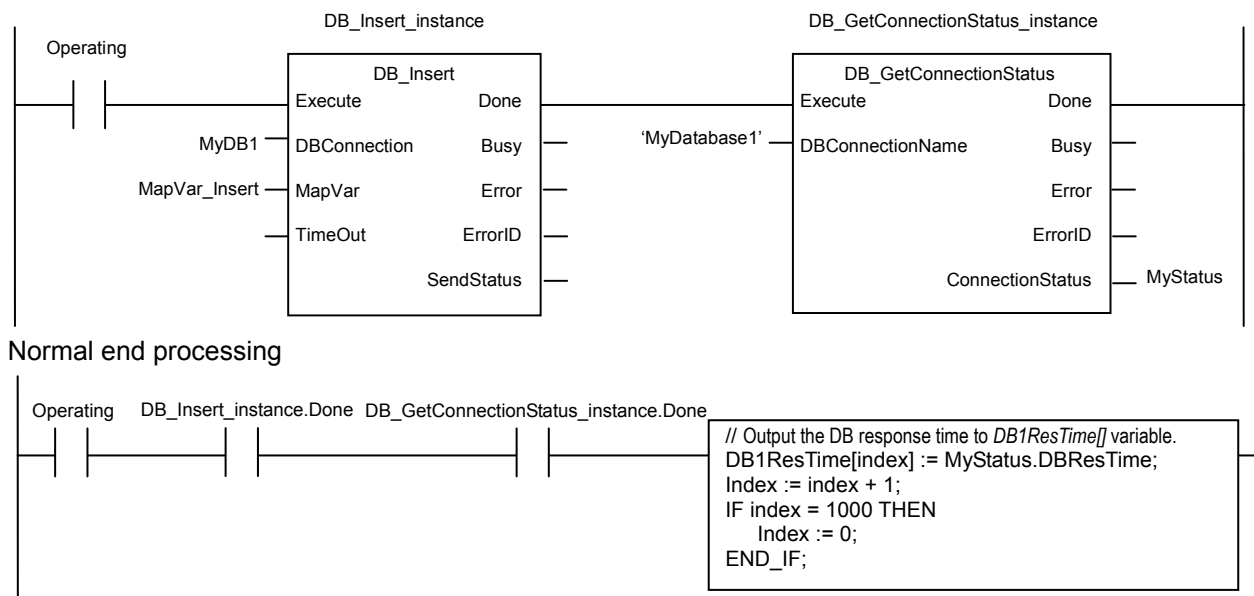 DB_Insert_instance
DB_GetConnectionStatus_instance
Operating
DB_Insert
DB_GetConnectionStatus
Execute Done
Execute Done
MyDB1
DBConnection Busy
'MyDatabase1'
DBConnectionName Busy
MapVar_Insert
MapVar Error
Error
TimeOut ErrorID
ErrorID
SendStatus
ConnectionStatus
MyStatus
Normal end processing
Operating
DB_Insert_instance.Done
DB_GetConnectionStatus_instance.Done
// Output the DB response time to DB1ResTime[] variable.
DB1ResTime[index] := MyStatus.DBResTime;
Index := index + 1;
IF index = 1000 THEN
Index := 0;
END_IF;